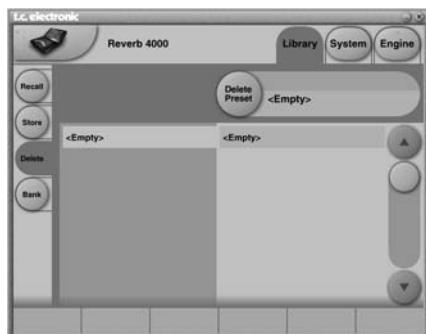 t.c. electronic
Reverb 4000
Library
System
Engine
Recall
Store
Delete
Bank
Delete
Preset
<Empty>
<Empty>
<Empty>